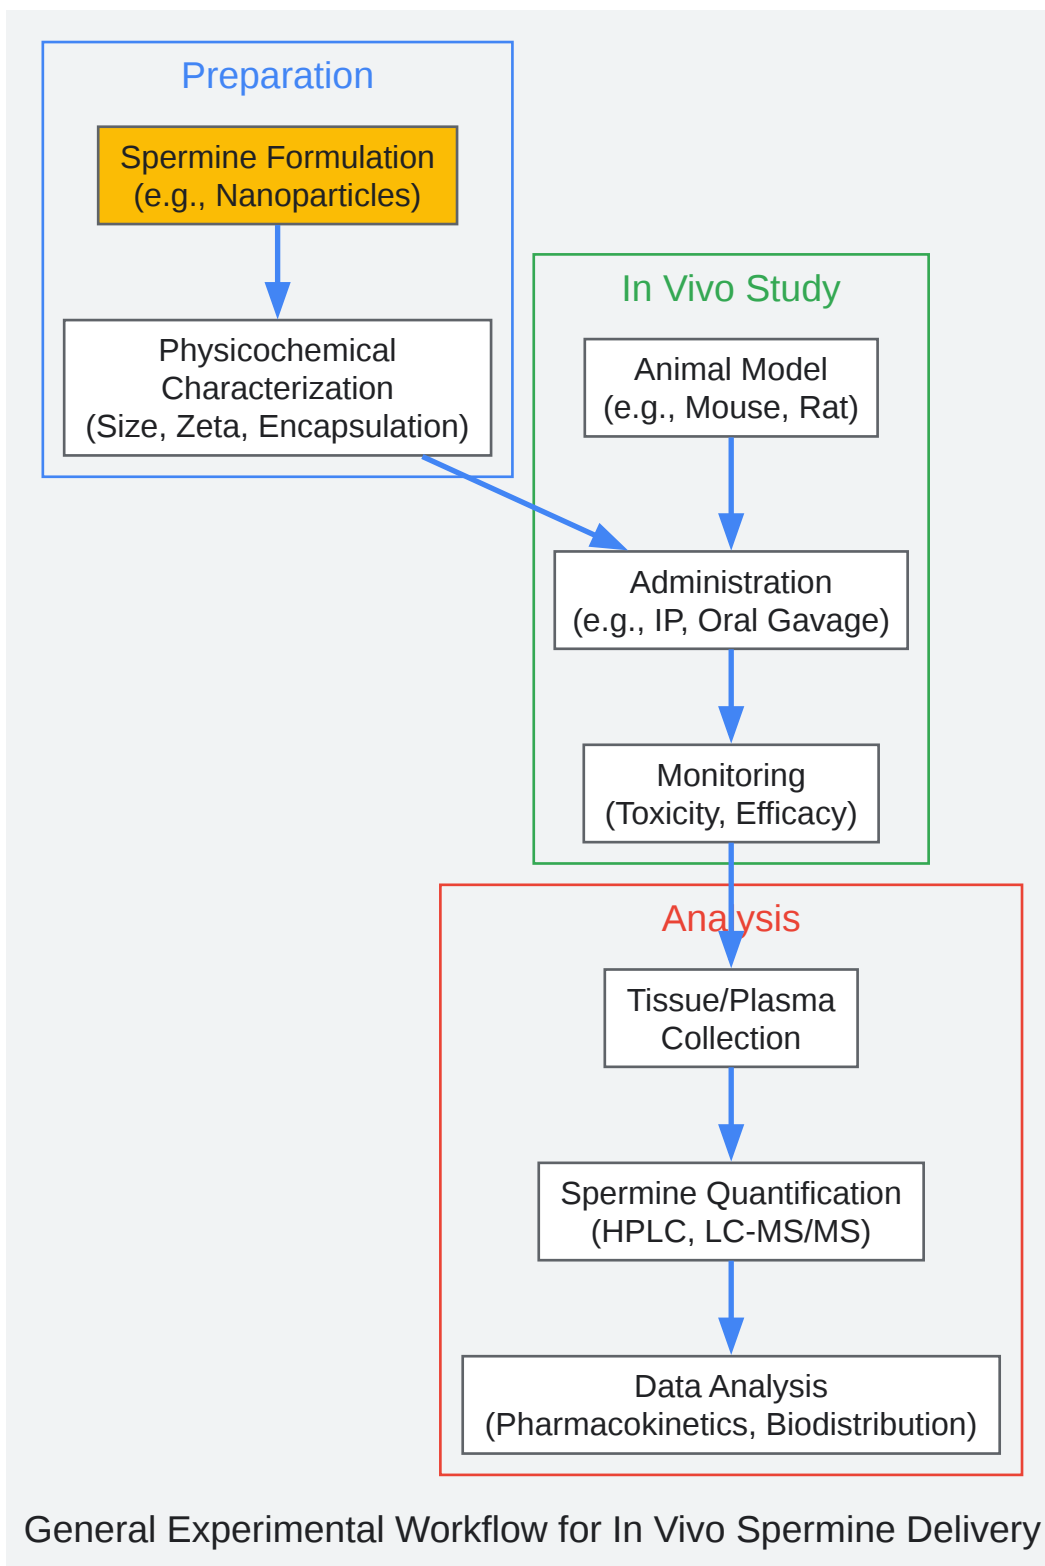 Preparation
Spermine Formulation
(e.g., Nanoparticles)
Physicochemical
Characterization
(Size, Zeta, Encapsulation)
In Vivo Study
Animal Model
(e.g., Mouse, Rat)
Administration
(e.g., IP, Oral Gavage)
Monitoring
(Toxicity, Efficacy)
Analysis
Tissue/Plasma
Collection
Spermine Quantification
(HPLC, LC-MS/MS)
Data Analysis
(Pharmacokinetics, Biodistribution)
General Experimental Workflow for In Vivo Spermine Delivery